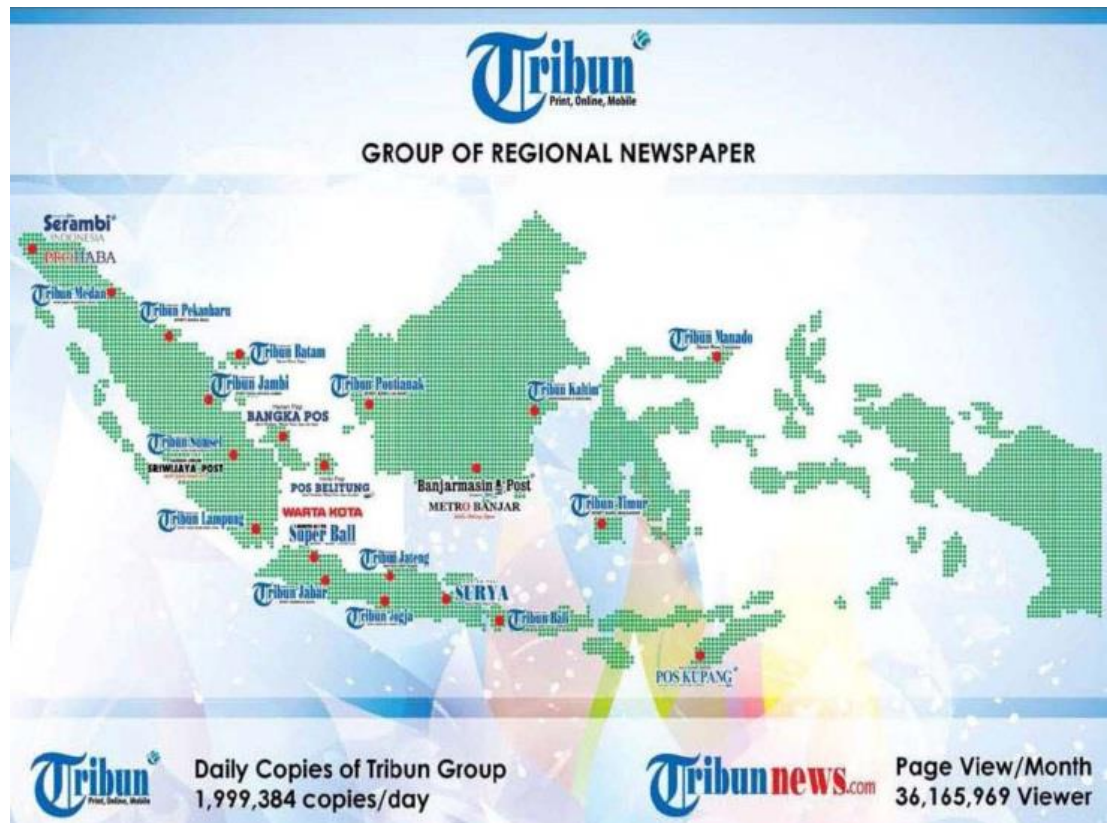 Tribun
Print, Online, Mobile
GROUP OF REGIONAL NEWSPAPER
Serambi
INDONESIA
PROHABA
Tribun Medan
Tribun Pekanbaru
Tribun Batam
Tribun Manado
Tribun Jambi
Tribun Pontianak
Tribun Kaltim
Harian Pagi
BANGKA POS
Tribun Sumsel
SRIWIJAYA POST
Harian Pagi
POS BELITUNG
Banjarmasin Post
METRO BANJAR
WARTA KOTA
Super Ball
Tribun Timur
Tribun Lampung
Tribun Jateng
Tribun Jabar
SURYA
Tribun Jogja
Tribun Bali
POS KUPANG
Tribun
Print, Online, Mobile
Daily Copies of Tribun Group
1,999,384 copies/day
Tribunnews.com
Page View/Month
36,165,969 Viewer